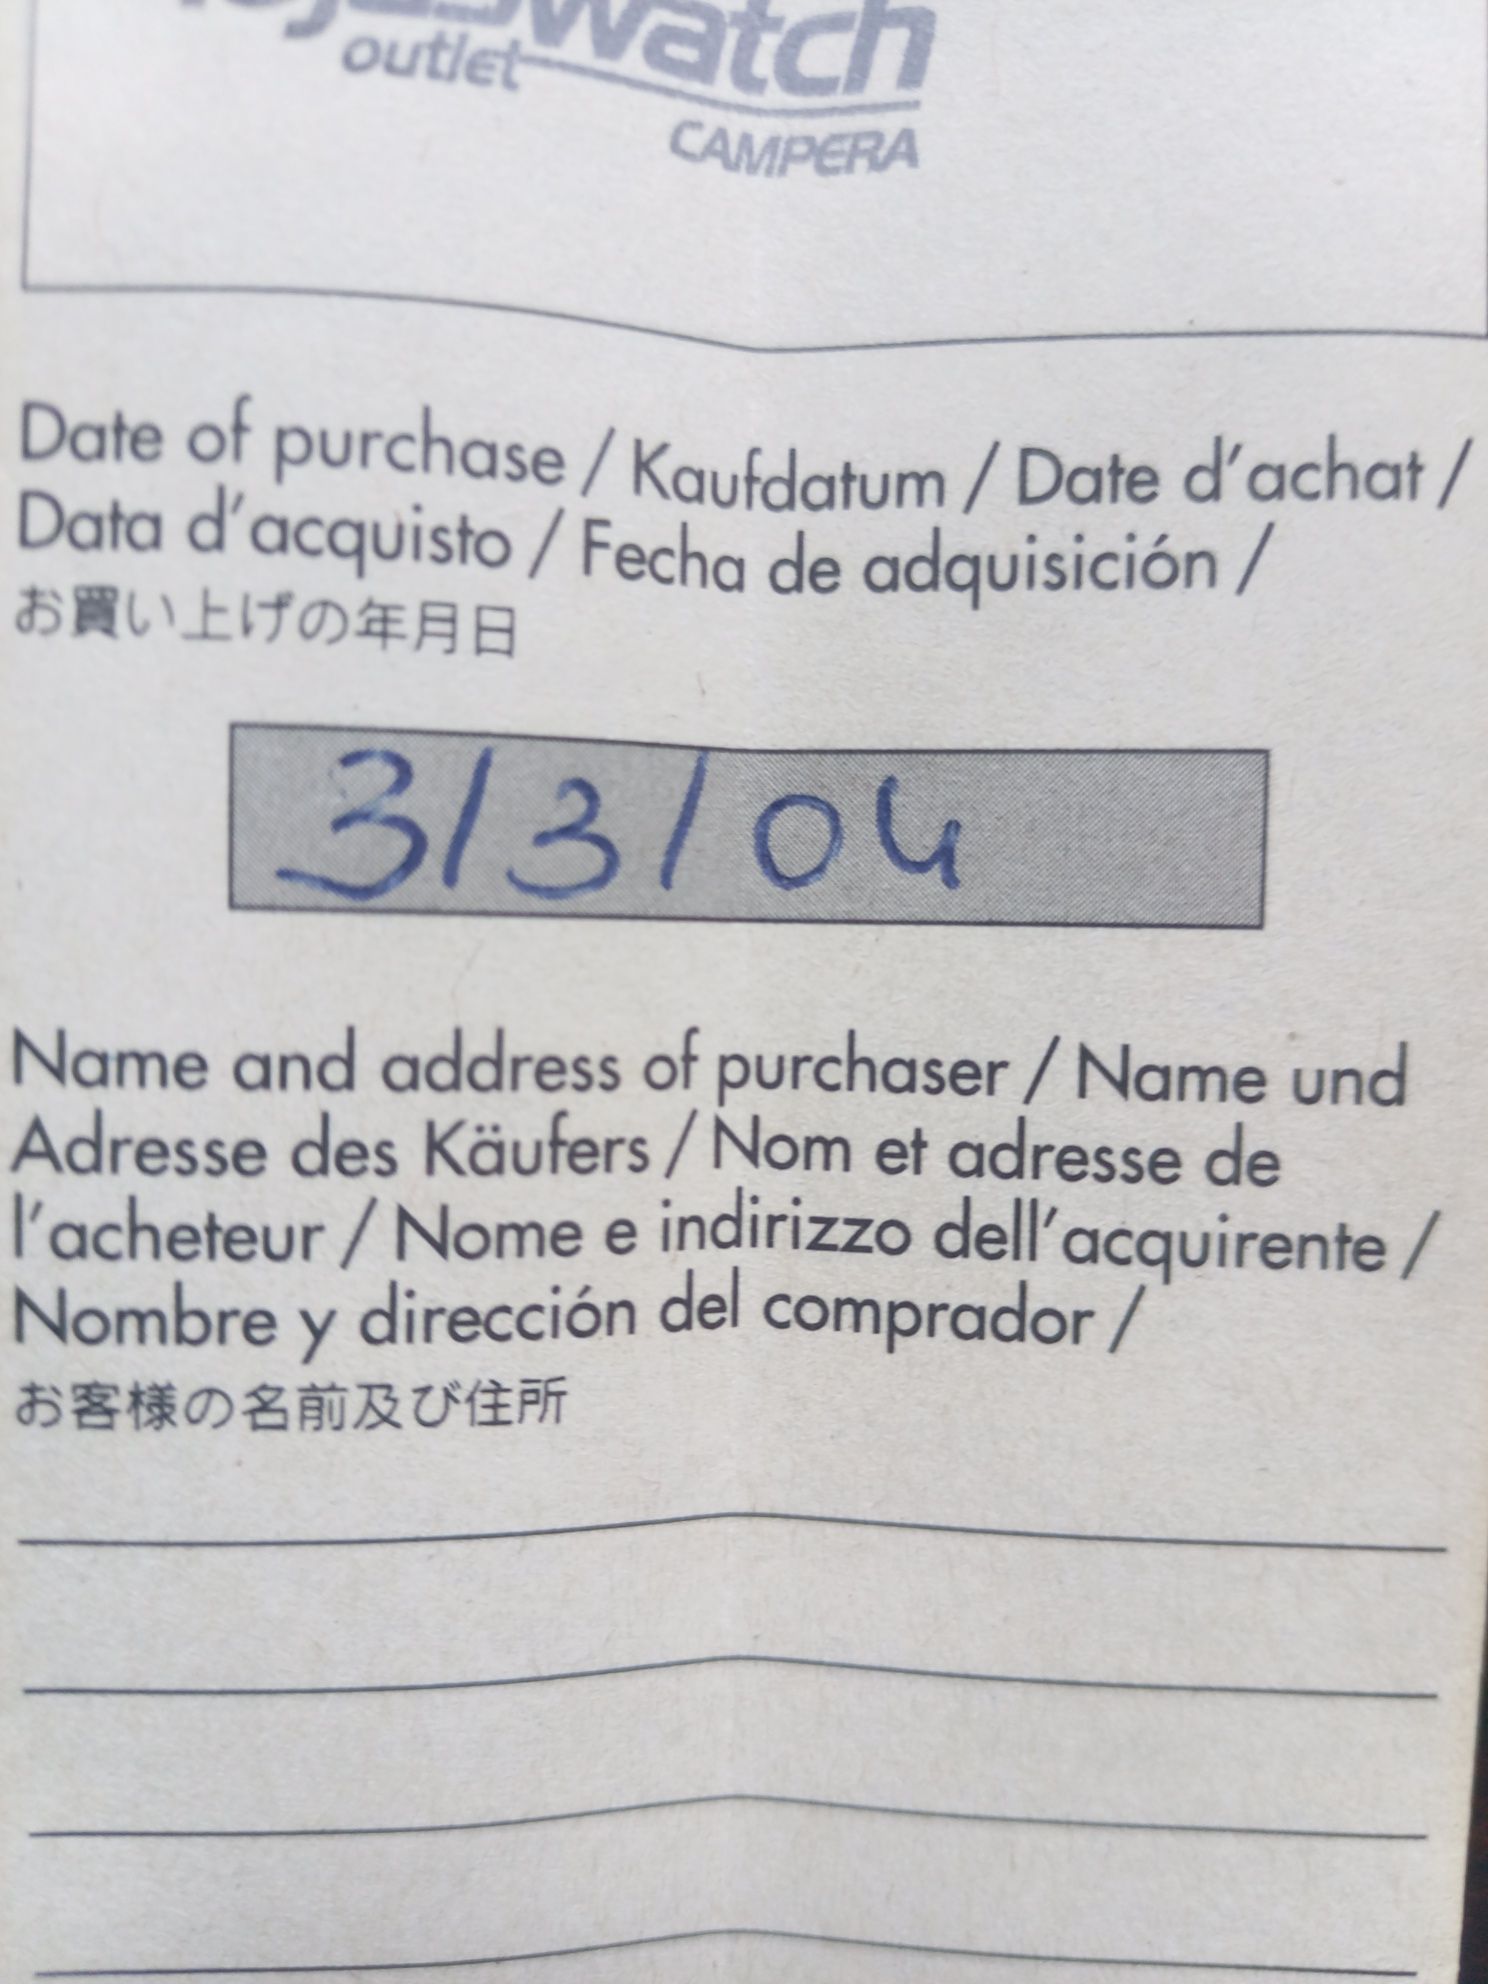 outlet
CAMPERA
Date of purchase / Kaufdatum / Date d'achat /
Data d'acquisto / Fecha de adquisición /
お買い上げの年月日
3/3/04
Name and address of purchaser / Name und
Adresse des Käufers / Nom et adresse de
l'acheteur / Nome e indirizzo dell'acquirente /
Nombre y dirección del comprador /
お客様の名前及び住所